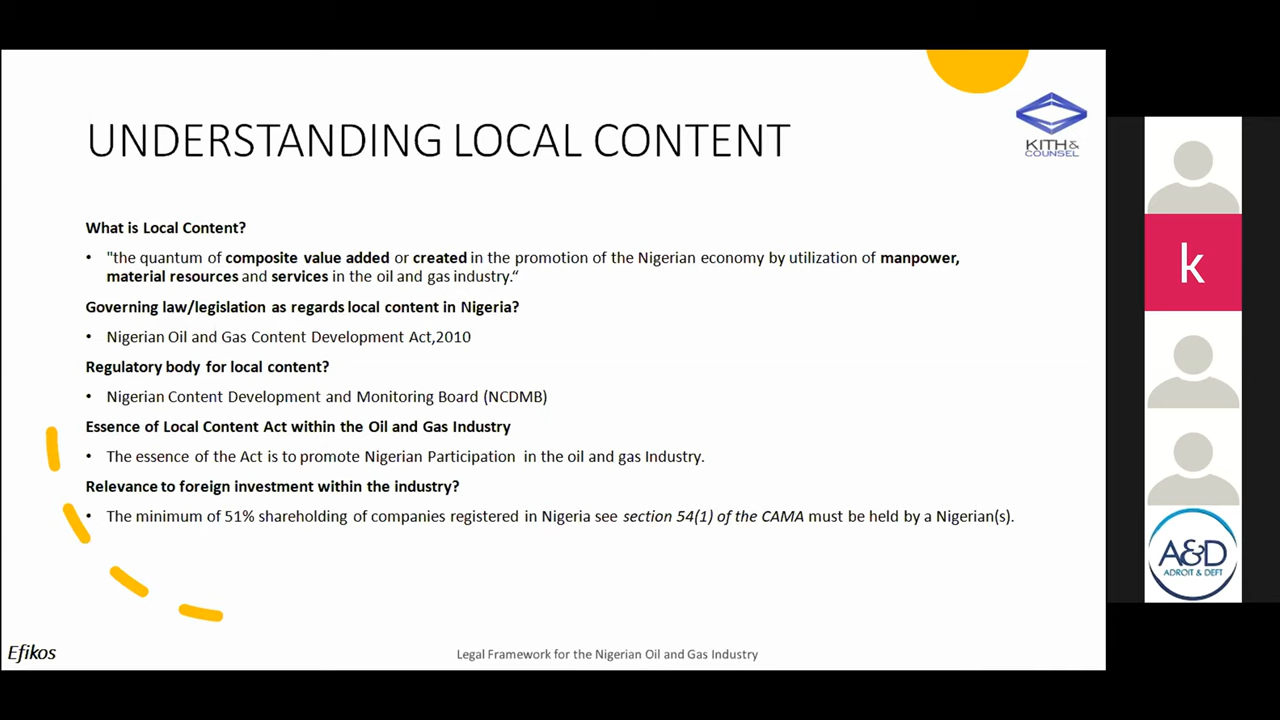 UNDERSTANDING LOCAL CONTENT
KITH&
COUNSEL
What is Local Content?
• "the quantum of composite value added or created in the promotion of the Nigerian economy by utilization of manpower,
material resources and services in the oil and gas industry.“
Governing law/legislation as regards local content in Nigeria?
• Nigerian Oil and Gas Content Development Act,2010
Regulatory body for local content?
• Nigerian Content Development and Monitoring Board (NCDMB)
Essence of Local Content Act within the Oil and Gas Industry
• The essence of the Act is to promote Nigerian Participation in the oil and gas Industry.
Relevance to foreign investment within the industry?
• The minimum of 51% shareholding of companies registered in Nigeria see section 54(1) of the CAMA must be held by a Nigerian(s).
Efikos
Legal Framework for the Nigerian Oil and Gas Industry
k
A&D
ADROIT & DEFT